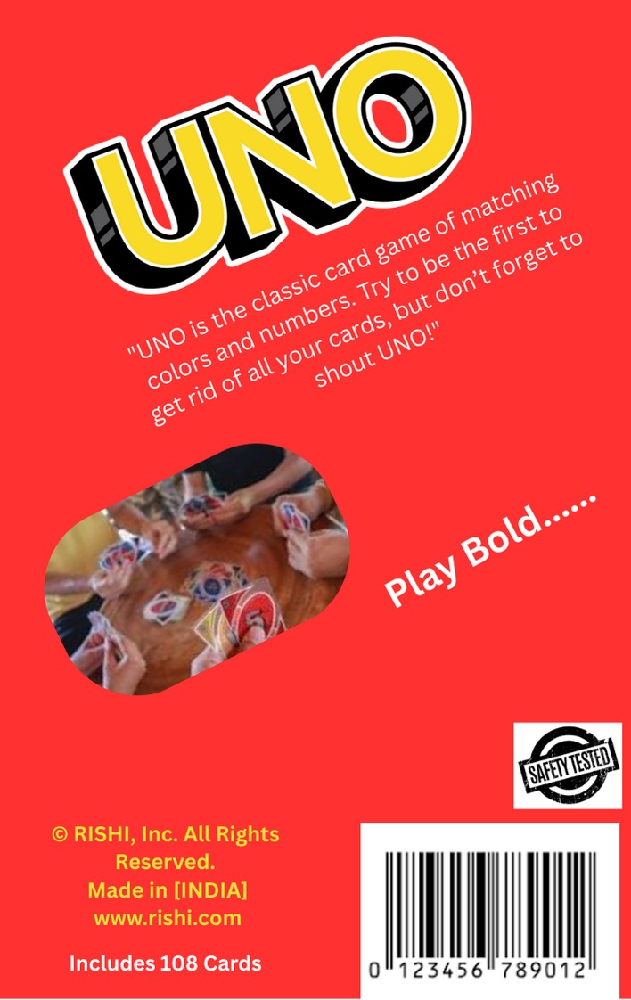 UNO
"UNO is the classic card game of matching
colors and numbers. Try to be the first to
get rid of all your cards, but don’t forget to
shout UNO!"
Play Bold......
SAFETY TESTED
© RISHI, Inc. All Rights
Reserved.
Made in [INDIA]
www.rishi.com
Includes 108 Cards
0 123456 789012